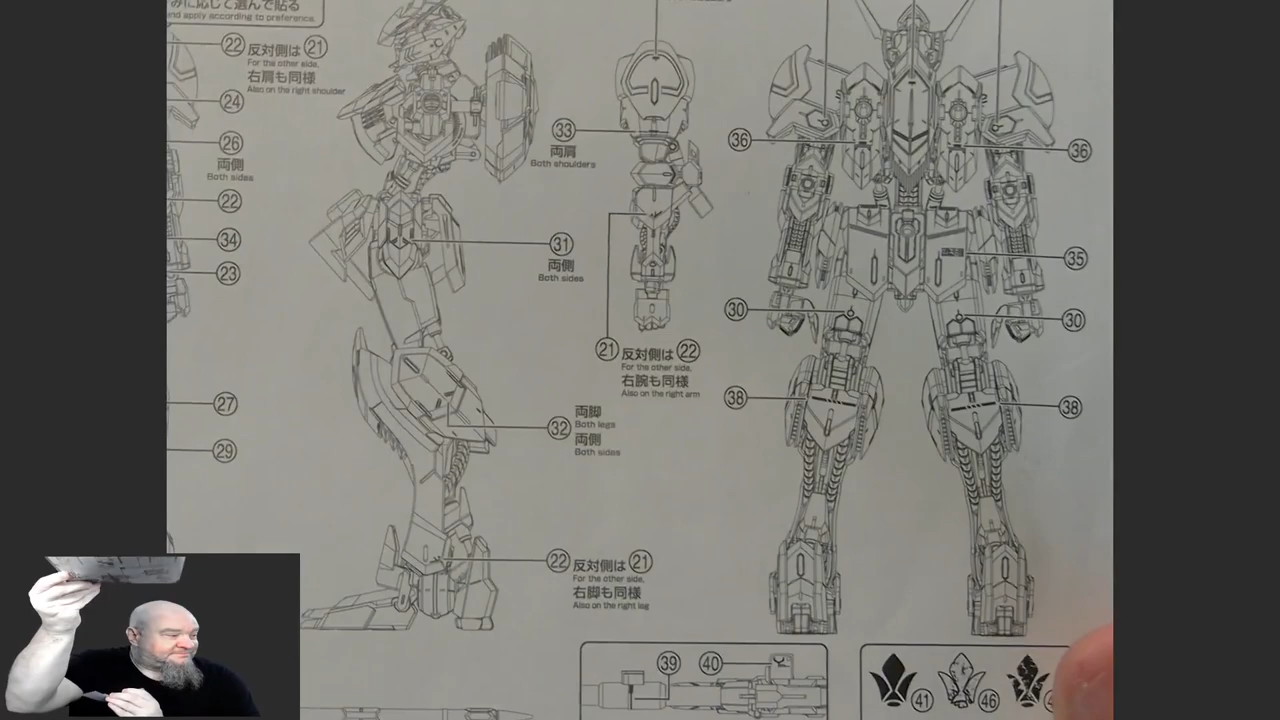 みに応じて選んで貼る
and apply according to preference.
22 反対側は 21
For the other side.
右肩も同様
Also on the right shoulder
24
26
両側
Both sides
22
34
23
27
29
33
両肩
Both shoulders
31
両側
Both sides
21 反対側は 22
For the other side.
右腕も同様
Also on the right arm
32 両脚
Both legs
両側
Both sides
22 反対側は 21
For the other side.
右脚も同様
Also on the right leg
36
36
35
30
30
38
38
39
40
41
46